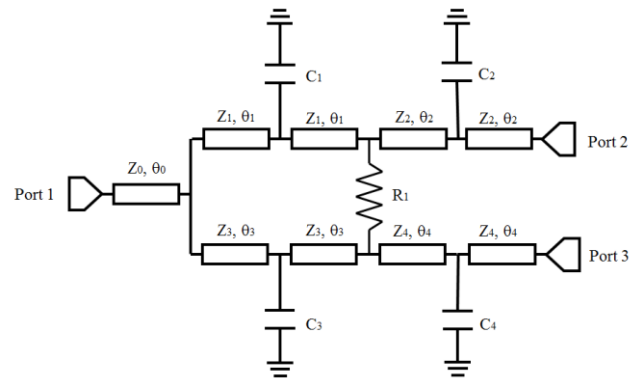 C₁
C₂
Z₁, θ₁
Z₁, θ₁
Z₂, θ₂
Z₂, θ₂
Port 2
Z₀, θ₀
Port 1
R₁
Z₃, θ₃
Z₃, θ₃
Z₄, θ₄
Z₄, θ₄
Port 3
C₃
C₄